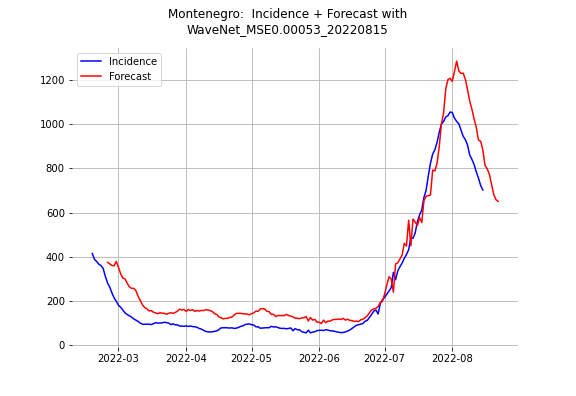 Montenegro:  Incidence + Forecast with
WaveNet_MSE0.00053_20220815
Incidence
Forecast
1200
1000
800
600
400
200
0
2022-03 2022-04 2022-05 2022-06 2022-07 2022-08